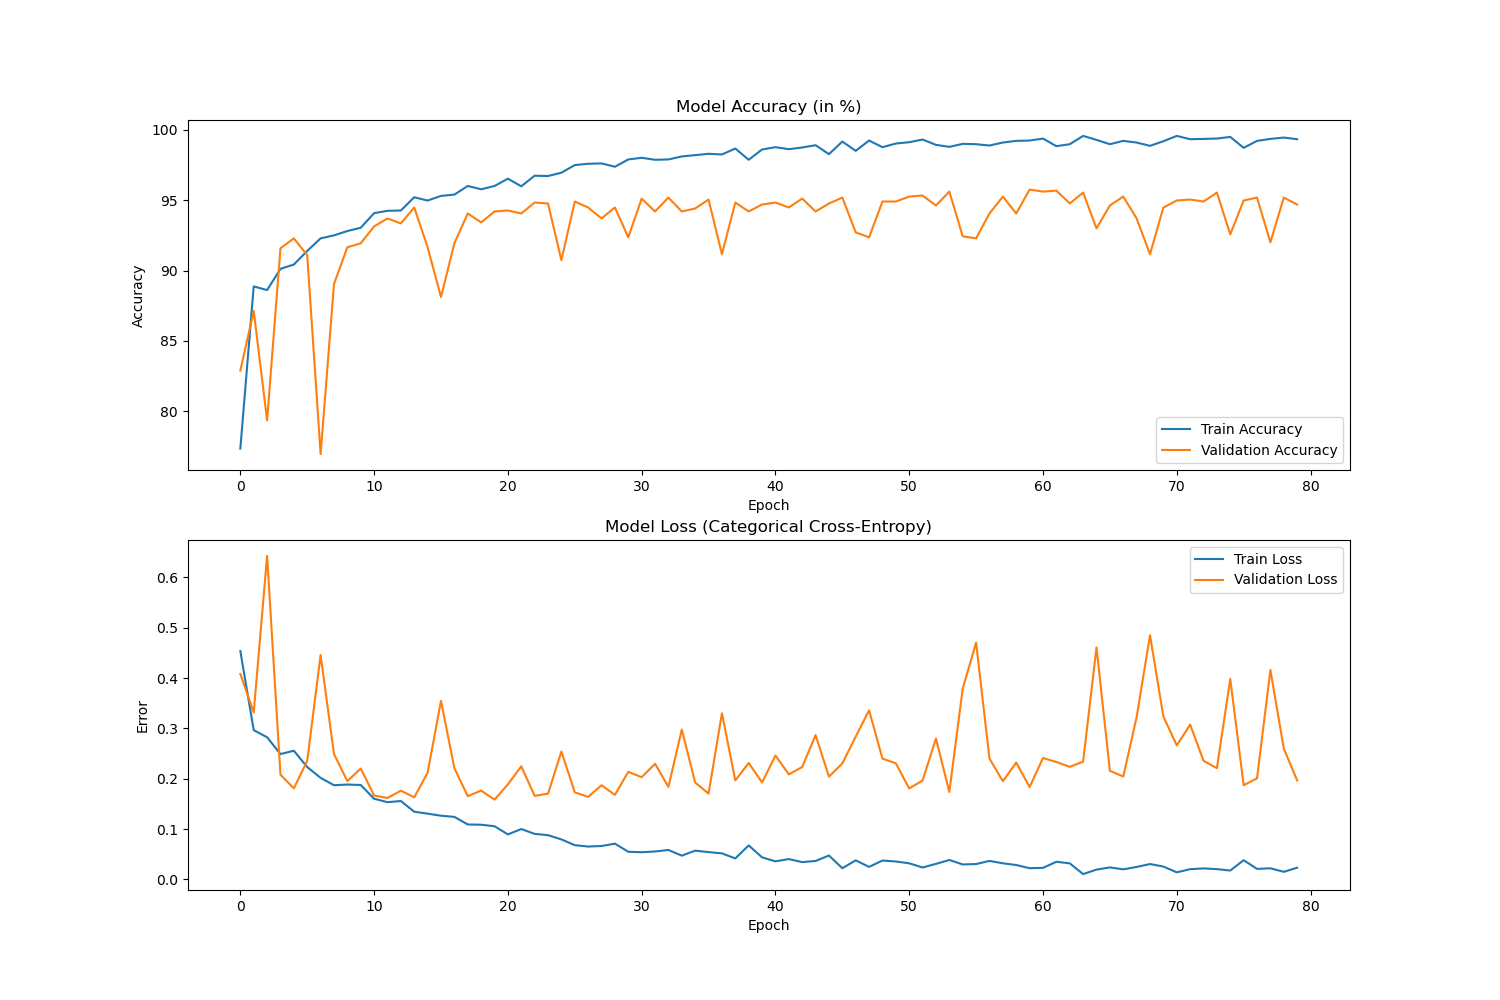 Model Accuracy (in %)
100
95
90
85
80
Accuracy
Train Accuracy
Validation Accuracy
0 10 20 30 40 50 60 70 80
Epoch
Model Loss (Categorical Cross-Entropy)
0.6
0.5
0.4
0.3
0.2
0.1
0.0
Error
Train Loss
Validation Loss
0 10 20 30 40 50 60 70 80
Epoch